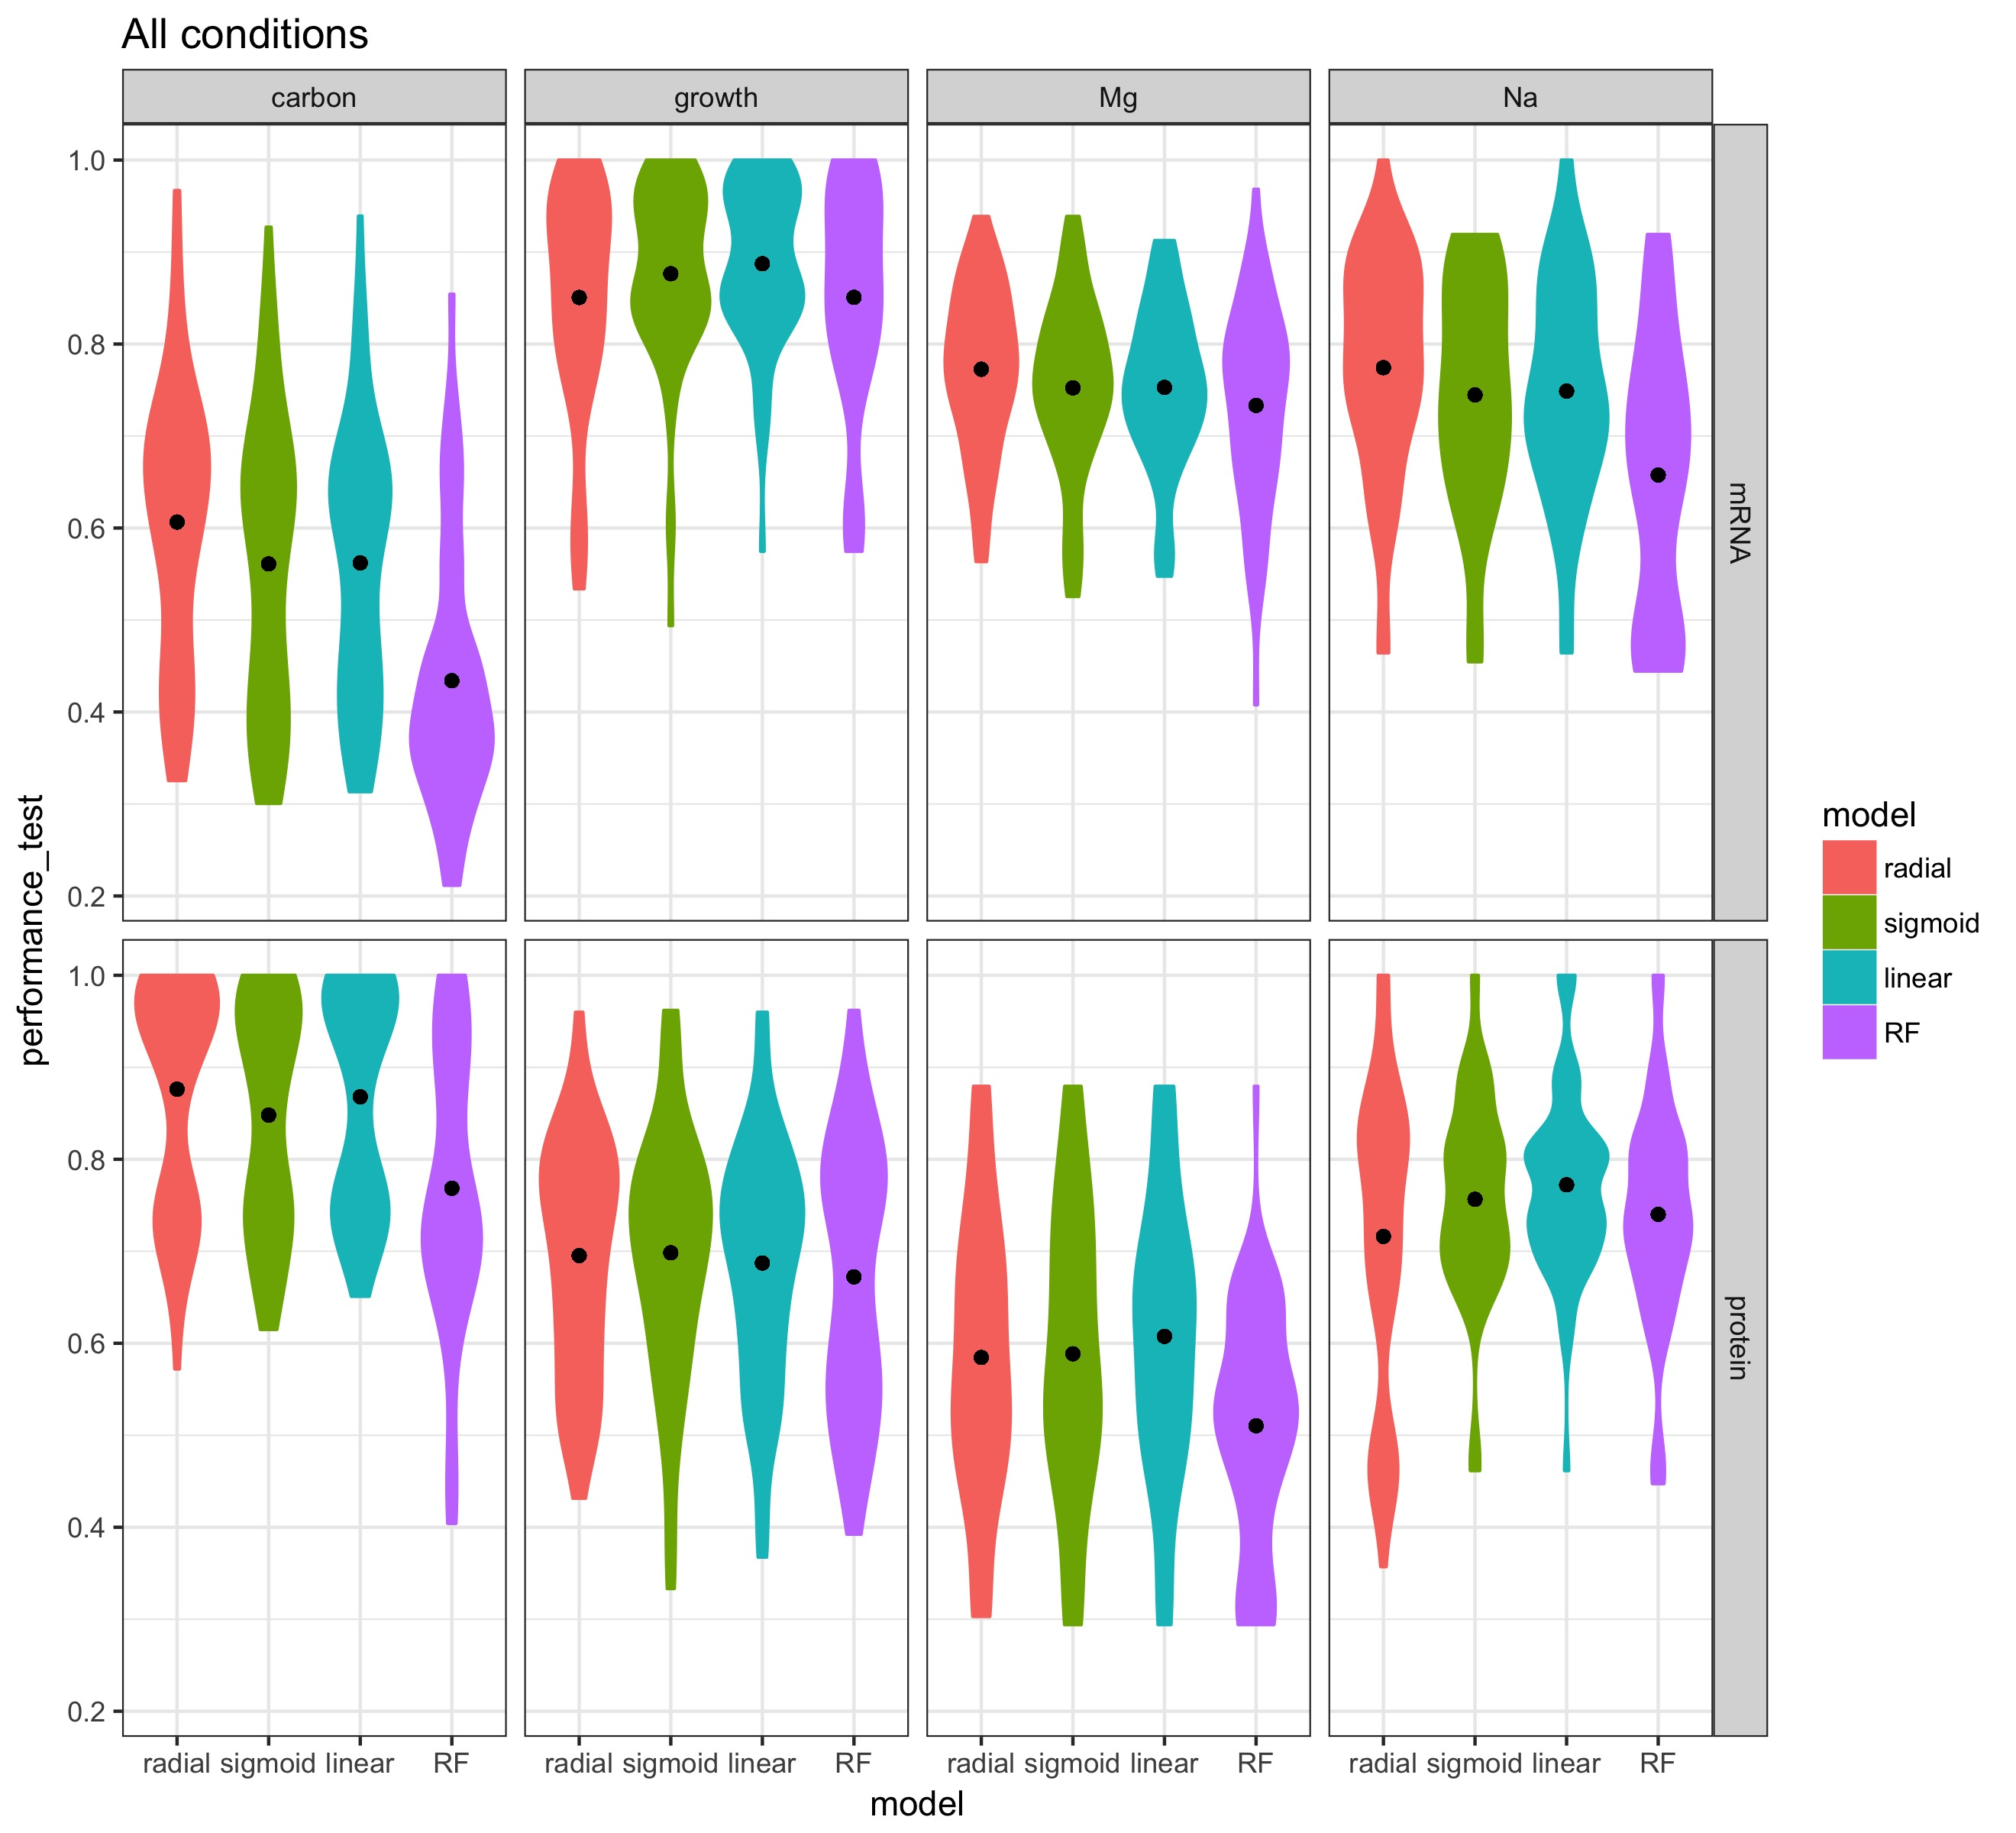 All conditions
carbon growth Mg Na
1.0
0.8
0.6
0.4
0.2
mRNA
1.0
0.8
0.6
0.4
0.2
protein
performance_test
radial sigmoid linear RF radial sigmoid linear RF radial sigmoid linear RF radial sigmoid linear RF
model
model
radial
sigmoid
linear
RF